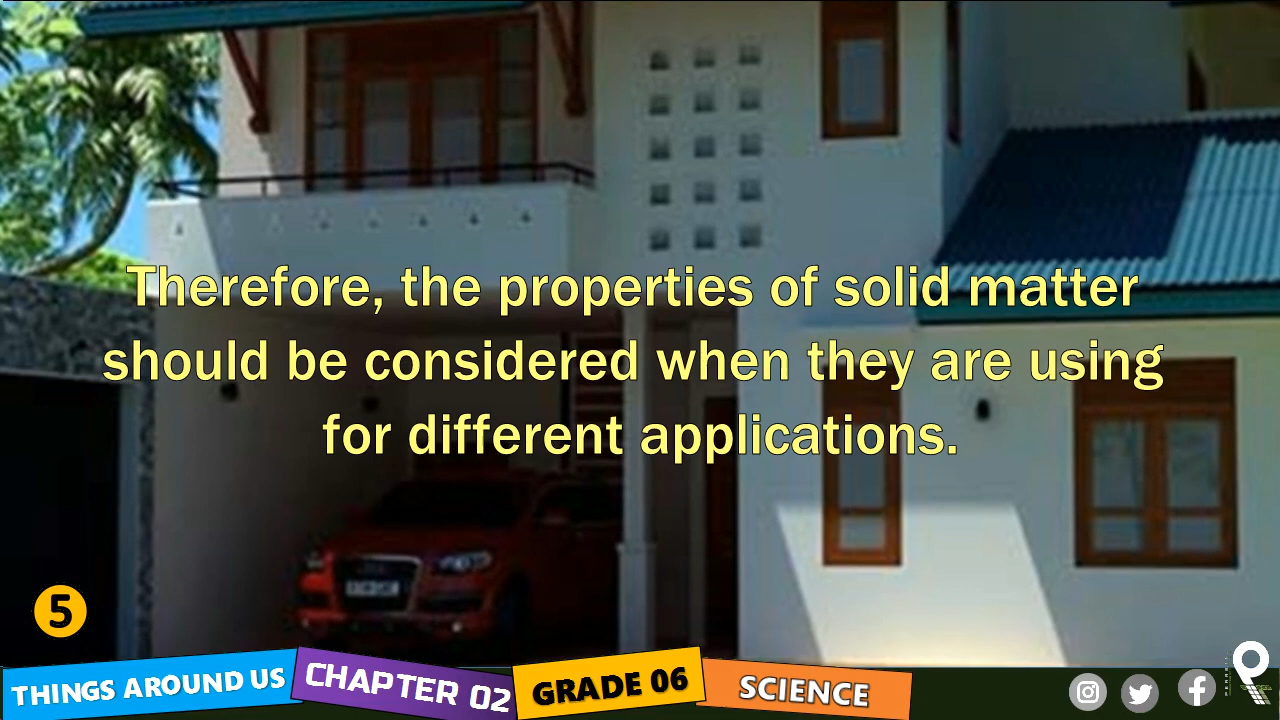 Therefore, the properties of solid matter
should be considered when they are using
for different applications.
5
THINGS AROUND US
CHAPTER 02
GRADE 06
SCIENCE